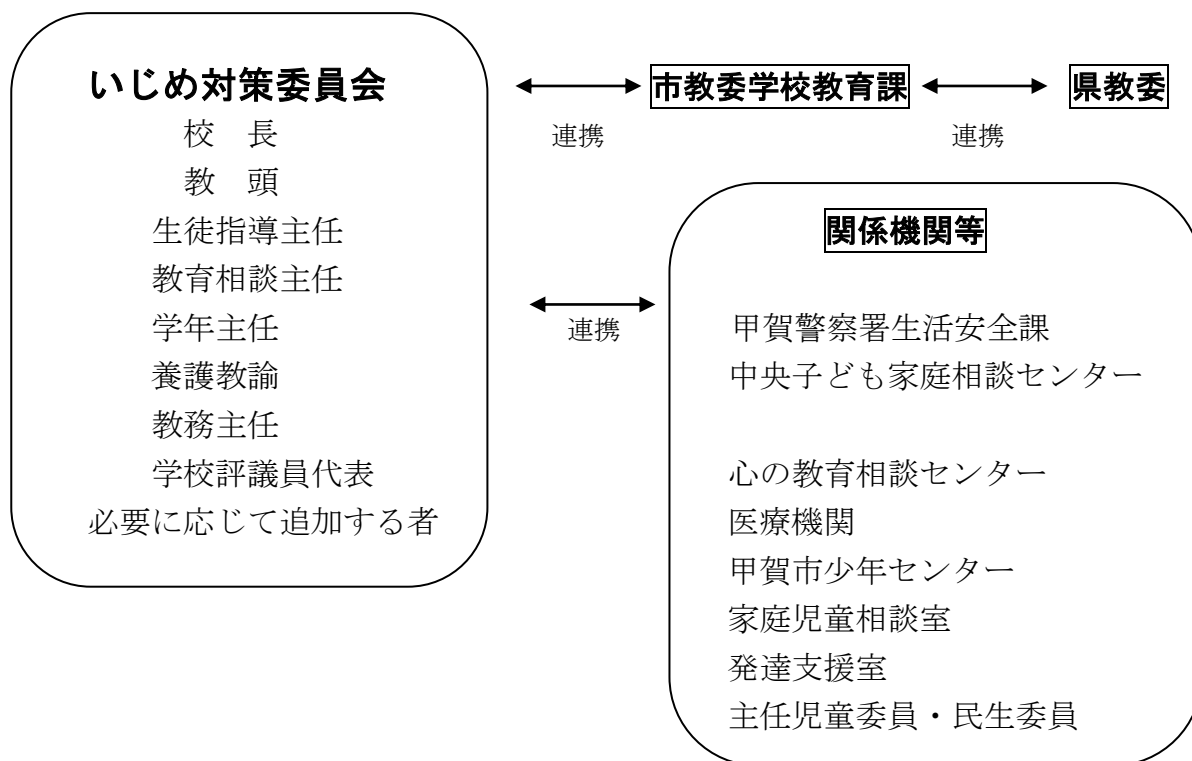 いじめ対策委員会
校　長
教　頭
生徒指導主任
教育相談主任
学年主任
養護教諭
教務主任
学校評議員代表
必要に応じて追加する者
連携
市教委学校教育課
連携
県教委
連携
関係機関等
甲賀警察署生活安全課
中央子ども家庭相談センター
心の教育相談センター
医療機関
甲賀市少年センター
家庭児童相談室
発達支援室
主任児童委員・民生委員